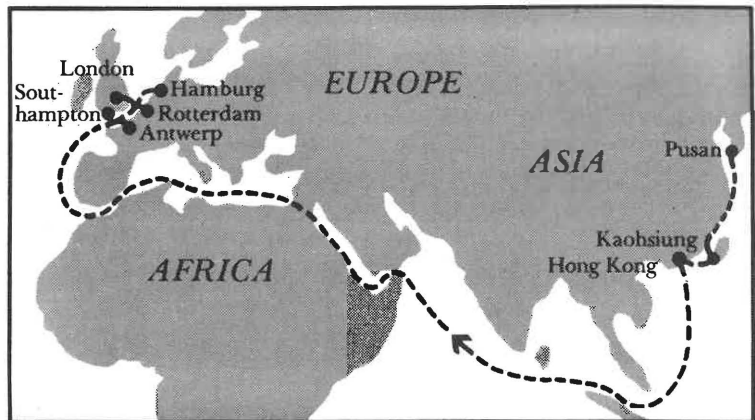 London
Sout-
hampton
Hamburg
Rotterdam
Antwerp
EUROPE
ASIA
AFRICA
Pusan
Kaohsiung
Hong Kong